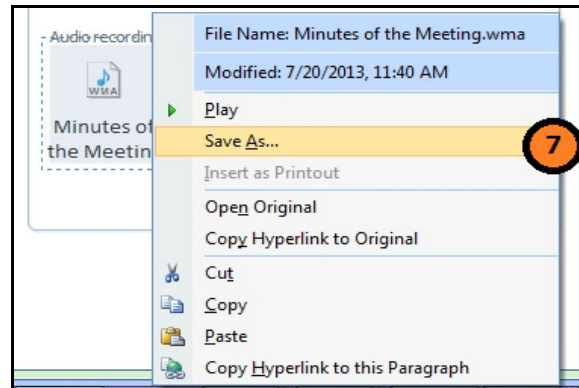 Audio recordin
WMA
Minutes of
the Meetin
File Name: Minutes of the Meeting.wma
Modified: 7/20/2013, 11:40 AM
Play
Save As...
7
Insert as Printout
Open Original
Copy Hyperlink to Original
Cut
Copy
Paste
Copy Hyperlink to this Paragraph